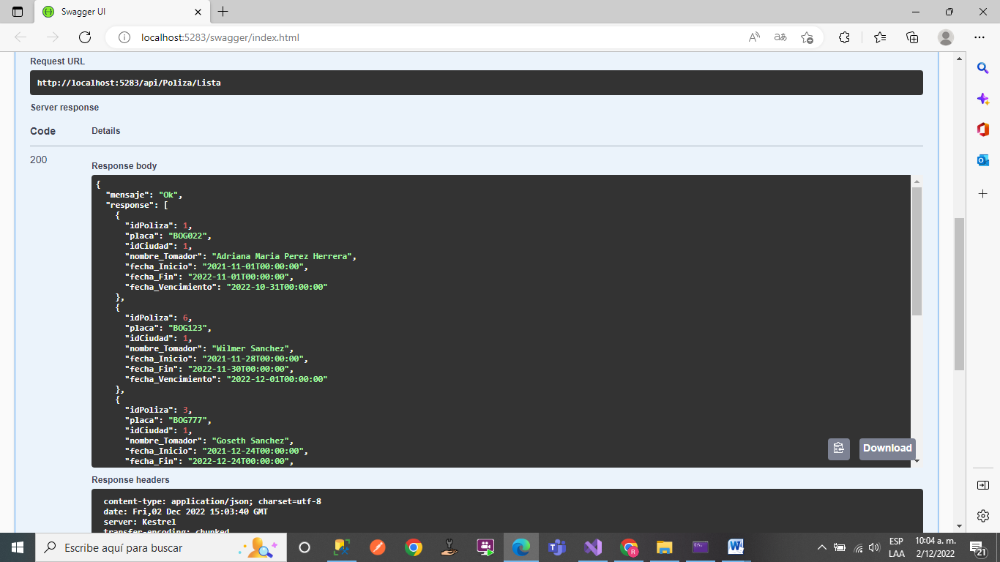 Swagger UI
localhost:5283/swagger/index.html
Request URL
http://localhost:5283/api/Poliza/Lista
Server response
Code Details
200
Response body
{
"mensaje": "Ok",
"response": [
{
"idPoliza": 1,
"placa": "BOG022",
"idCiudad": 1,
"nombre_Tomador": "Adriana Maria Perez Herrera",
"fecha_Inicio": "2021-11-01T00:00:00",
"fecha_Fin": "2022-11-01T00:00:00",
"fecha_Vencimiento": "2022-10-31T00:00:00"
},
{
"idPoliza": 6,
"placa": "BOG123",
"idCiudad": 1,
"nombre_Tomador": "Wilmer Sanchez",
"fecha_Inicio": "2021-11-28T00:00:00",
"fecha_Fin": "2022-11-30T00:00:00",
"fecha_Vencimiento": "2022-12-01T00:00:00"
},
{
"idPoliza": 3,
"placa": "BOG777",
"idCiudad": 1,
"nombre_Tomador": "Goseth Sanchez",
"fecha_Inicio": "2021-12-24T00:00:00",
"fecha_Fin": "2022-12-24T00:00:00",
Download
Response headers
content-type: application/json; charset=utf-8
date: Fri,02 Dec 2022 15:03:40 GMT
server: Kestrel
transfer-encoding: chunked
Escribe aquí para buscar
ESP
LAA
10:04 a. m.
2/12/2022
21